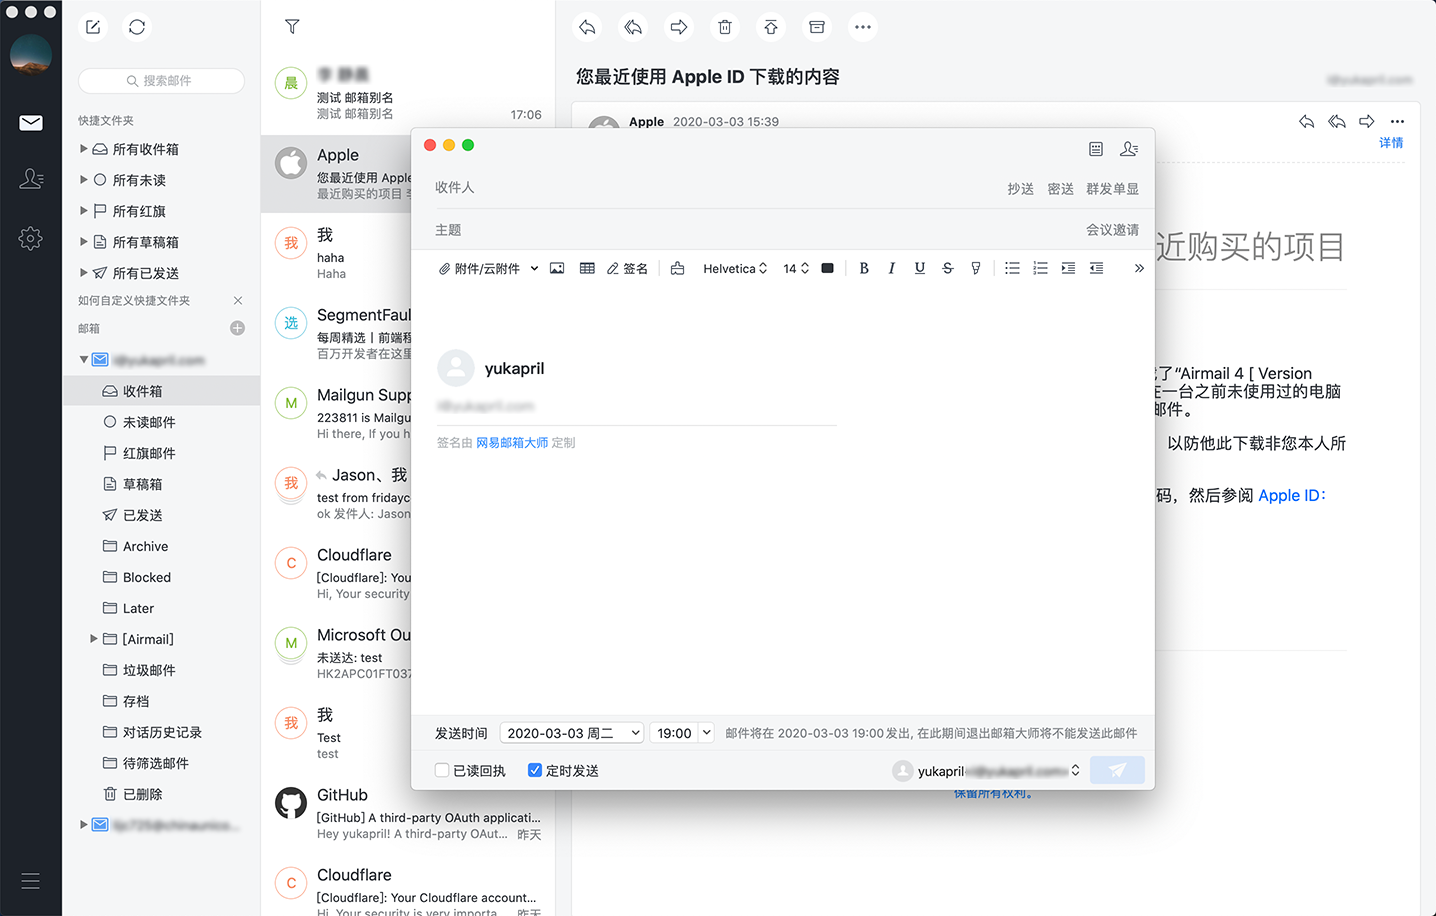 搜索邮件
快捷文件夹
所有收件箱
所有未读
所有红旗
所有草稿箱
所有已发送
如何自定义快捷文件夹
邮箱
收件箱
未读邮件
红旗邮件
草稿箱
已发送
Archive
Blocked
Later
[Airmail]
垃圾邮件
存档
对话历史记录
待筛选邮件
已删除
晨
测试 邮箱别名
测试 邮箱别名
17:06
Apple
您最近使用 Apple
最近购买的项目
我
我
haha
Haha
选
SegmentFaul
每周精选丨前端程
百万开发者在这里
M
Mailgun Supp
223811 is Mailgu
Hi there, If you h
我
Jason、我
test from fridayc
ok 发件人: Jason
C
Cloudflare
[Cloudflare]: You
Hi, Your security
M
Microsoft Ou
未送达: test
HK2APC01FT037
我
我
Test
test
GitHub
[GitHub] A third-party OAuth applicati...
Hey yukapril! A third-party OAut...
昨天
C
Cloudflare
[Cloudflare]: Your Cloudflare account...
Hi, Your security is very importa...
昨天
您最近使用 Apple ID 下载的内容
Apple 2020-03-03 15:39
详情
近购买的项目
了“Airmail 4 [ Version
在一台之前未使用过的电脑
邮件。
以防他此下载非您本人所
码，然后参阅 Apple ID：
保留所有权利。
收件人
抄送 密送 群发单显
主题
会议邀请
附件/云附件
签名
Helvetica
14
B I U S
yukapril
签名由 网易邮箱大师 定制
发送时间
2020-03-03 周二
19:00
邮件将在 2020-03-03 19:00 发出, 在此期间退出邮箱大师将不能发送此邮件
已读回执
定时发送
yukapril